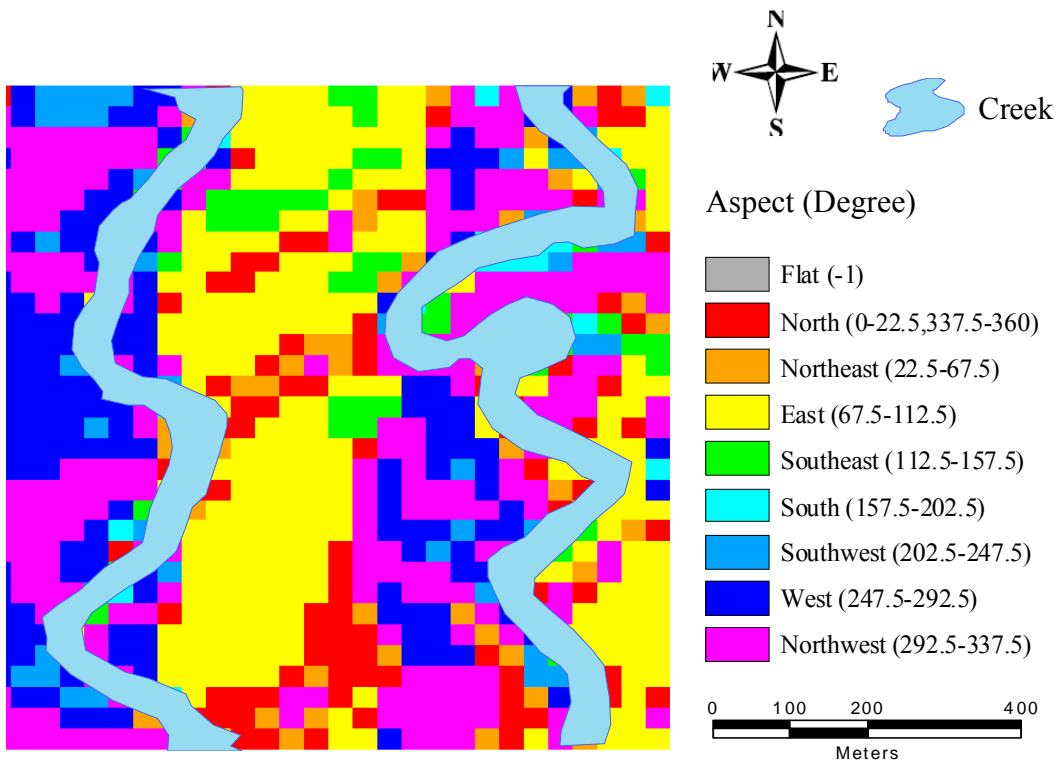 N
W E
S
Creek
Aspect (Degree)
Flat (-1)
North (0-22.5,337.5-360)
Northeast (22.5-67.5)
East (67.5-112.5)
Southeast (112.5-157.5)
South (157.5-202.5)
Southwest (202.5-247.5)
West (247.5-292.5)
Northwest (292.5-337.5)
0 100 200 400
Meters